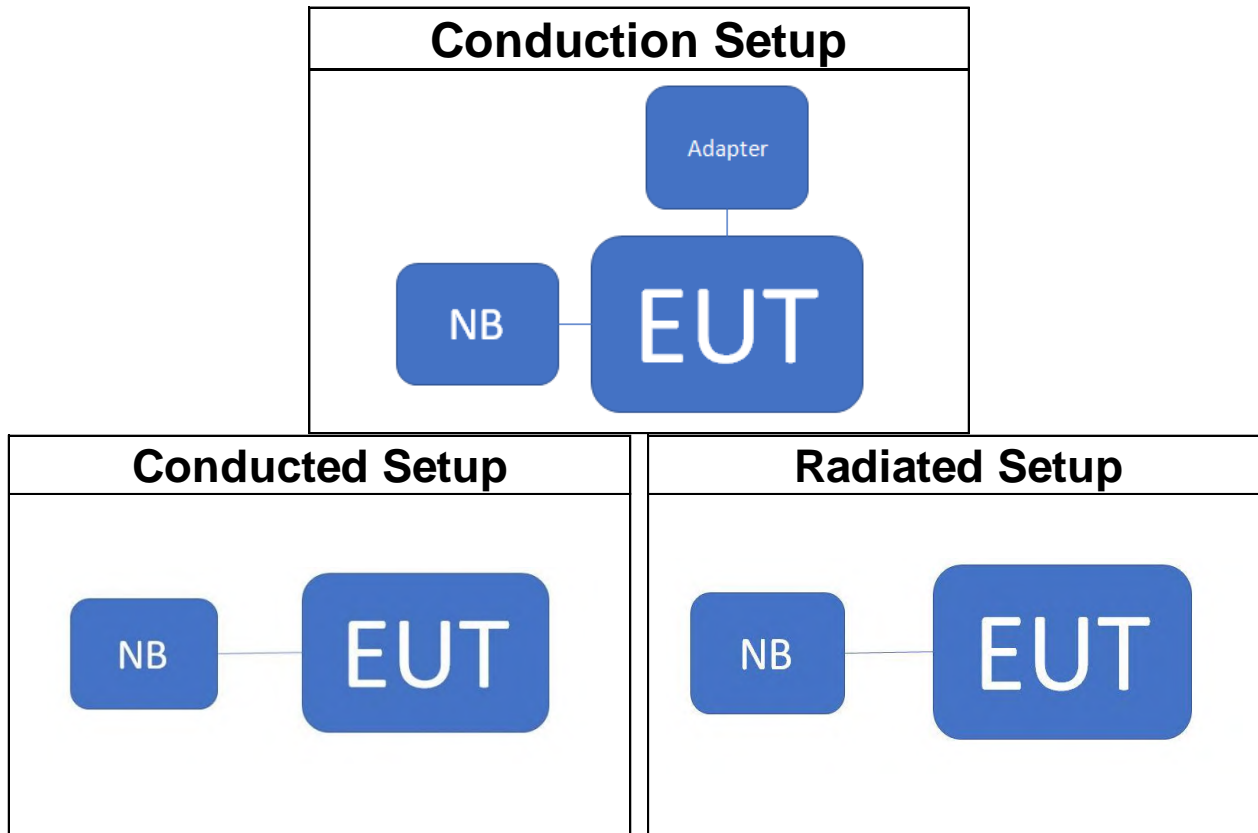 Conduction Setup
Adapter
NB
EUT
Conducted Setup
NB
EUT
Radiated Setup
NB
EUT